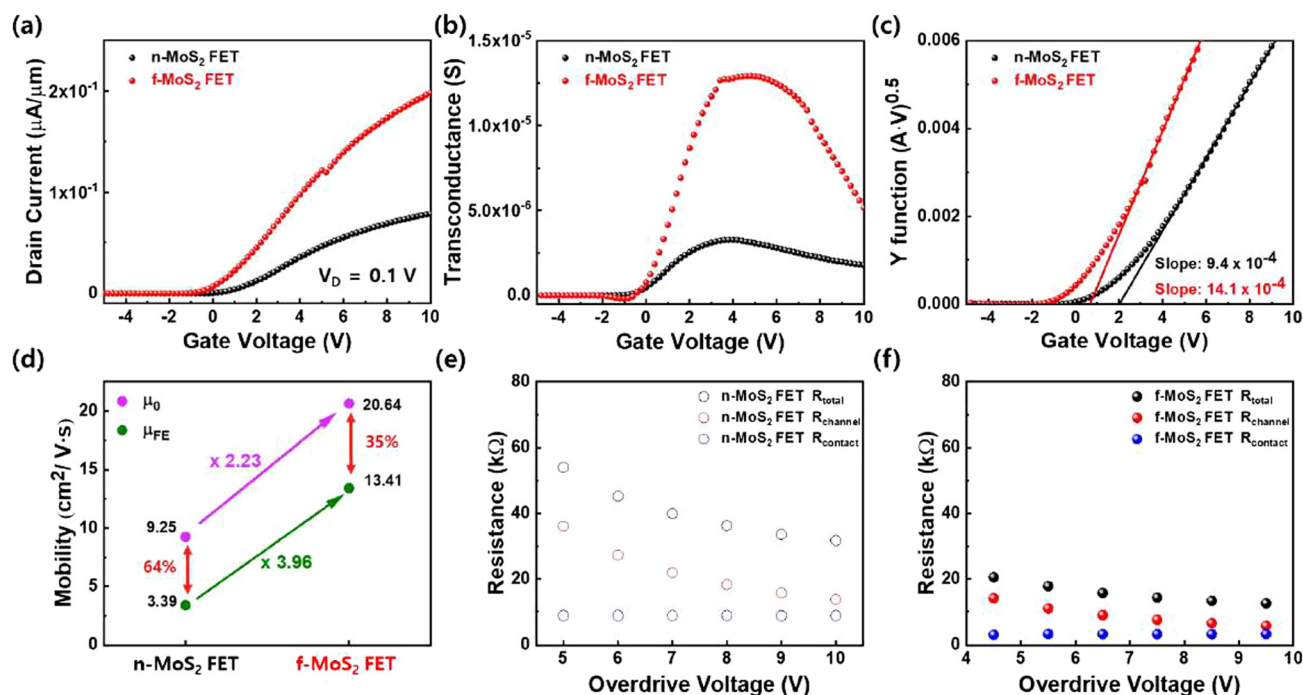 (a)
n-MoS2 FET
f-MoS2 FET
Drain Current (μA/μm)
2x10-1
1x10-1
0
VD = 0.1 V
-4 -2 0 2 4 6 8 10
Gate Voltage (V)
(b)
n-MoS2 FET
f-MoS2 FET
Transconductance (S)
1.5x10-5
1.0x10-5
5.0x10-6
0.0
-4 -2 0 2 4 6 8 10
Gate Voltage (V)
(c)
n-MoS2 FET
f-MoS2 FET
Y function (A·V)0.5
0.006
0.004
0.002
0.000
Slope: 9.4 x 10-4
Slope: 14.1 x 10-4
-4 -2 0 2 4 6 8 10
Gate Voltage (V)
(d)
μ0
μFE
Mobility (cm2/ V·s)
20
15
10
5
0
20.64
35%
x 2.23
13.41
9.25
64%
x 3.96
3.39
n-MoS2 FET
f-MoS2 FET
(e)
n-MoS2 FET Rtotal
n-MoS2 FET Rchannel
n-MoS2 FET Rcontact
Resistance (kΩ)
80
60
40
20
0
5 6 7 8 9 10
Overdrive Voltage (V)
(f)
f-MoS2 FET Rtotal
f-MoS2 FET Rchannel
f-MoS2 FET Rcontact
Resistance (kΩ)
80
60
40
20
0
4 5 6 7 8 9 10
Overdrive Voltage (V)